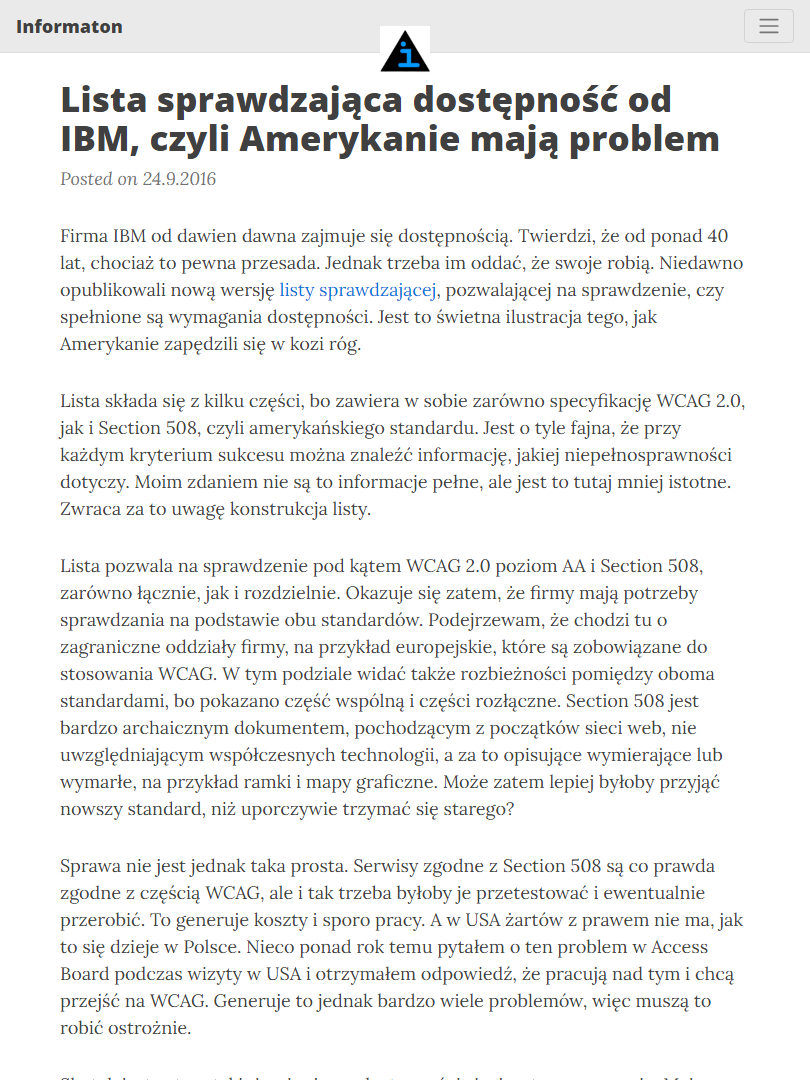 Informaton
i
Lista sprawdzająca dostępność od
IBM, czyli Amerykanie mają problem
Posted on 24.9.2016
Firma IBM od dawien dawna zajmuje się dostępnością. Twierdzi, że od ponad 40
lat, chociaż to pewna przesada. Jednak trzeba im oddać, że swoje robią. Niedawno
opublikowali nową wersję listy sprawdzającej, pozwalającej na sprawdzenie, czy
spełnione są wymagania dostępności. Jest to świetna ilustracja tego, jak
Amerykanie zapędzili się w kozi róg.
Lista składa się z kilku części, bo zawiera w sobie zarówno specyfikację WCAG 2.0,
jak i Section 508, czyli amerykańskiego standardu. Jest o tyle fajna, że przy
każdym kryterium sukcesu można znaleźć informację, jakiej niepełnosprawności
dotyczy. Moim zdaniem nie są to informacje pełne, ale jest to tutaj mniej istotne.
Zwraca za to uwagę konstrukcja listy.
Lista pozwala na sprawdzenie pod kątem WCAG 2.0 poziom AA i Section 508,
zarówno łącznie, jak i rozdzielnie. Okazuje się zatem, że firmy mają potrzeby
sprawdzania na podstawie obu standardów. Podejrzewam, że chodzi tu o
zagraniczne oddziały firmy, na przykład europejskie, które są zobowiązane do
stosowania WCAG. W tym podziale widać także rozbieżności pomiędzy oboma
standardami, bo pokazano część wspólną i części rozłączne. Section 508 jest
bardzo archaicznym dokumentem, pochodzącym z początków sieci web, nie
uwzględniającym współczesnych technologii, a za to opisujące wymierające lub
wymarłe, na przykład ramki i mapy graficzne. Może zatem lepiej byłoby przyjąć
nowszy standard, niż uporczywie trzymać się starego?
Sprawa nie jest jednak taka prosta. Serwisy zgodne z Section 508 są co prawda
zgodne z częścią WCAG, ale i tak trzeba byłoby je przetestować i ewentualnie
przerobić. To generuje koszty i sporo pracy. A w USA żartów z prawem nie ma, jak
to się dzieje w Polsce. Nieco ponad rok temu pytałem o ten problem w Access
Board podczas wizyty w USA i otrzymałem odpowiedź, że pracują nad tym i chcą
przejść na WCAG. Generuje to jednak bardzo wiele problemów, więc muszą to
robić ostrożnie.